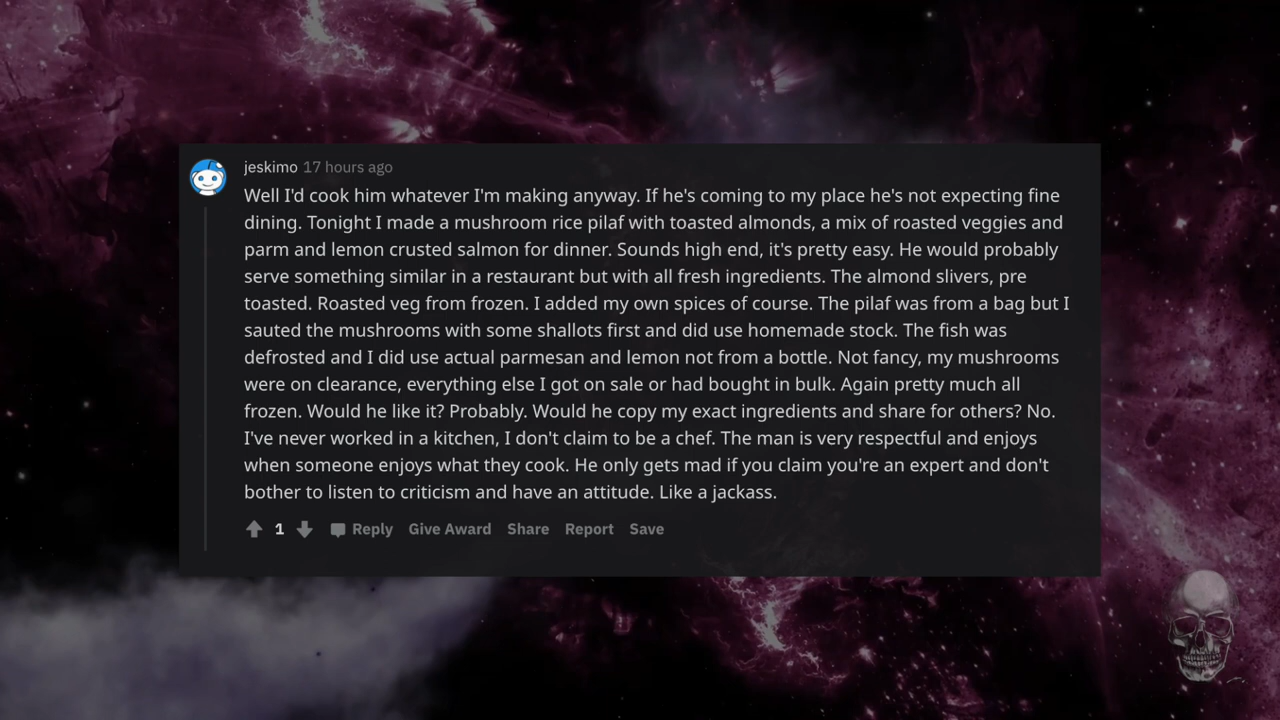 jeskimo 17 hours ago
Well I'd cook him whatever I'm making anyway. If he's coming to my place he's not expecting fine
dining. Tonight I made a mushroom rice pilaf with toasted almonds, a mix of roasted veggies and
parm and lemon crusted salmon for dinner. Sounds high end, it's pretty easy. He would probably
serve something similar in a restaurant but with all fresh ingredients. The almond slivers, pre
toasted. Roasted veg from frozen. I added my own spices of course. The pilaf was from a bag but I
sauted the mushrooms with some shallots first and did use homemade stock. The fish was
defrosted and I did use actual parmesan and lemon not from a bottle. Not fancy, my mushrooms
were on clearance, everything else I got on sale or had bought in bulk. Again pretty much all
frozen. Would he like it? Probably. Would he copy my exact ingredients and share for others? No.
I've never worked in a kitchen, I don't claim to be a chef. The man is very respectful and enjoys
when someone enjoys what they cook. He only gets mad if you claim you're an expert and don't
bother to listen to criticism and have an attitude. Like a jackass.
1 Reply Give Award Share Report Save